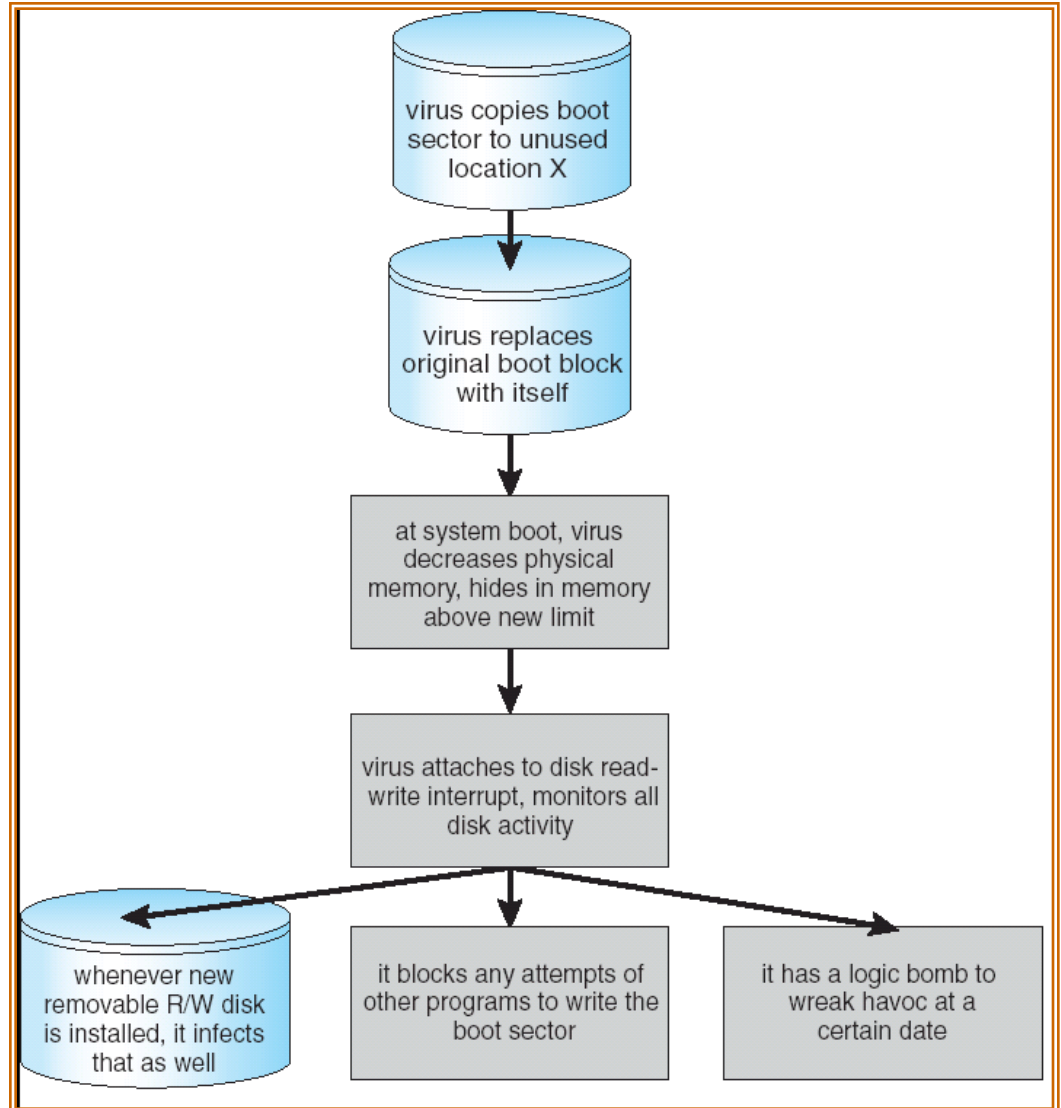 virus copies boot
sector to unused
location X
virus replaces
original boot block
with itself
at system boot, virus
decreases physical
memory, hides in memory
above new limit
virus attaches to disk read-
write interrupt, monitors all
disk activity
whenever new
removable R/W disk
is installed, it infects
that as well
it blocks any attempts of
other programs to write the
boot sector
it has a logic bomb to
wreak havoc at a
certain date